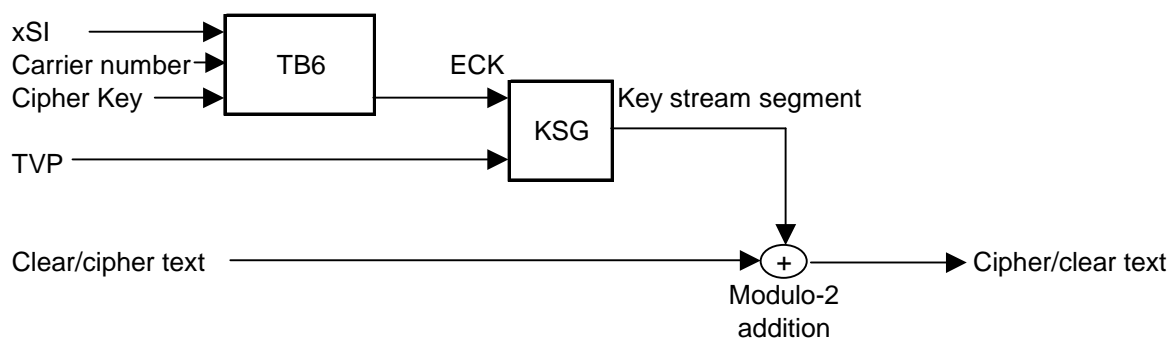 xSI
Carrier number
Cipher Key
TB6
ECK
KSG
Key stream segment
TVP
Clear/cipher text
+
Cipher/clear text
Modulo-2
addition